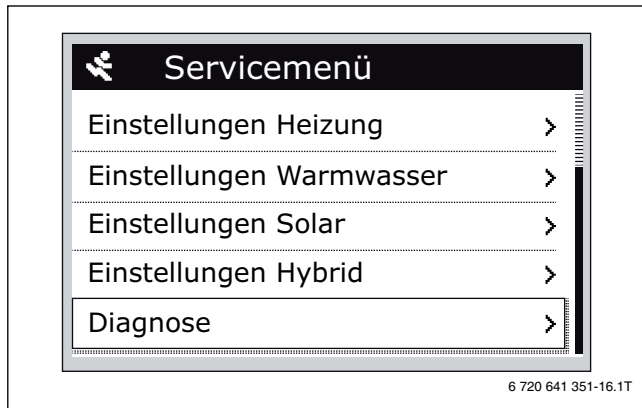 Servicemenü
Einstellungen Heizung
Einstellungen Warmwasser
Einstellungen Solar
Einstellungen Hybrid
Diagnose
6 720 641 351-16.1T